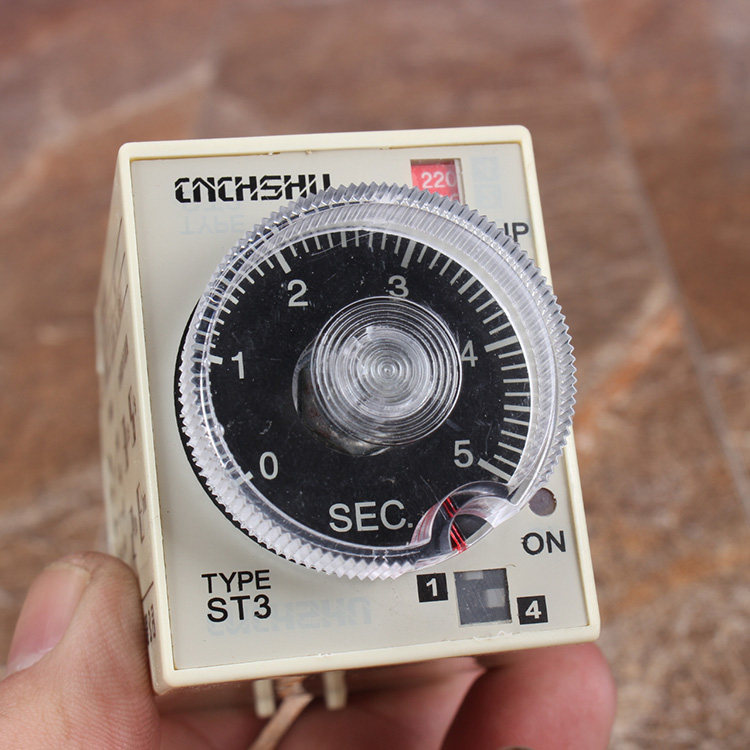 CNCHSHU
220
UP
0 1 2 3 4 5
SEC.
ON
TYPE
ST3
1
4